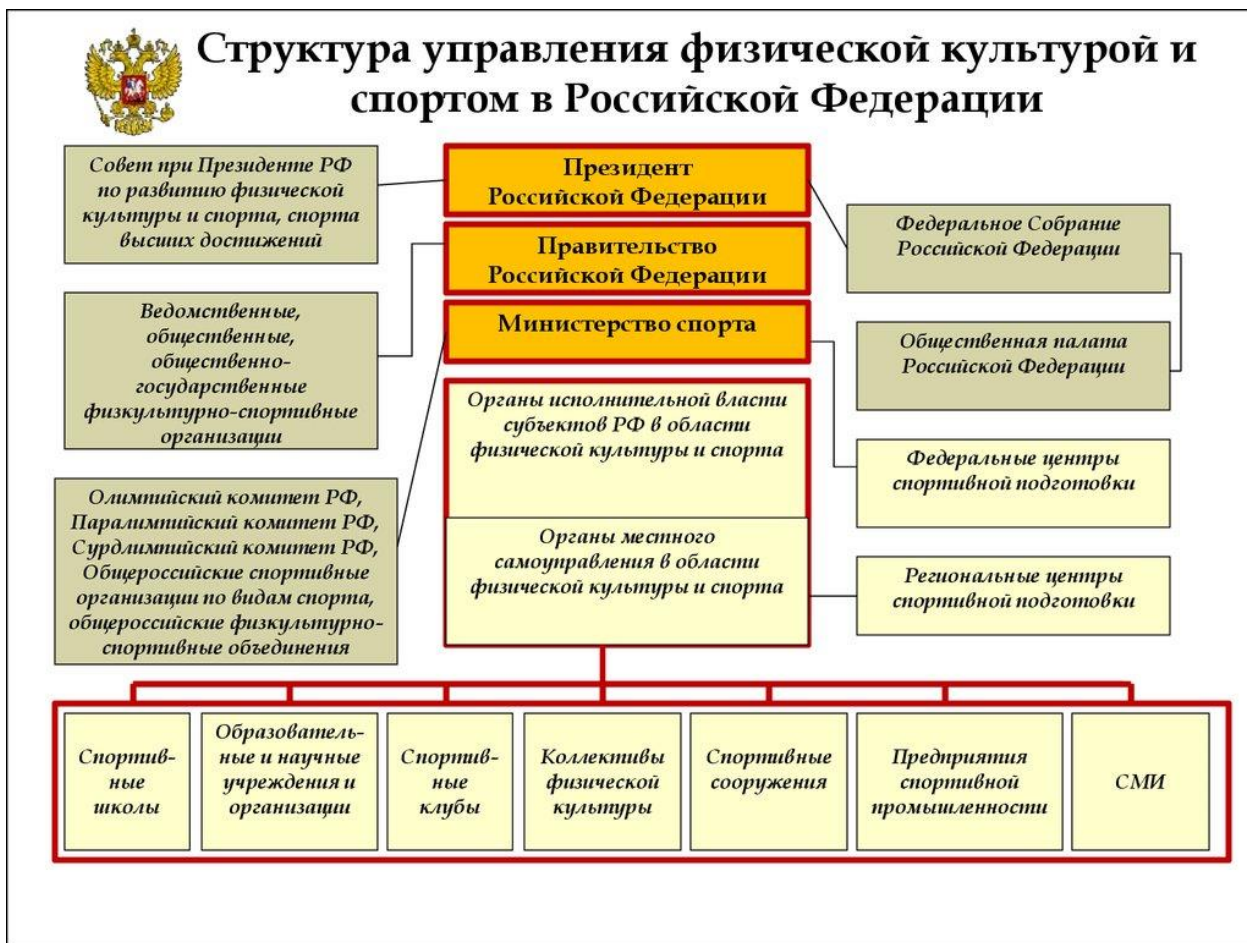 Структура управления физической культурой и
спортом в Российской Федерации
Совет при Президенте РФ
по развитию физической
культуры и спорта, спорта
высших достижений
Президент
Российской Федерации
Федеральное Собрание
Российской Федерации
Правительство
Российской Федерации
Ведомственные,
общественные,
общественно-
государственные
физкультурно-спортивные
организации
Министерство спорта
Общественная палата
Российской Федерации
Органы исполнительной власти
субъектов РФ в области
физической культуры и спорта
Федеральные центры
спортивной подготовки
Олимпийский комитет РФ,
Паралимпийский комитет РФ,
Сурдлимпийский комитет РФ,
Общероссийские спортивные
организации по видам спорта,
общероссийские физкультурно-
спортивные объединения
Органы местного
самоуправления в области
физической культуры и спорта
Региональные центры
спортивной подготовки
Спортив-
ные
школы
Образователь-
ные и научные
учреждения и
организации
Спортив-
ные
клубы
Коллективы
физической
культуры
Спортивные
сооружения
Предприятия
спортивной
промышленности
СМИ